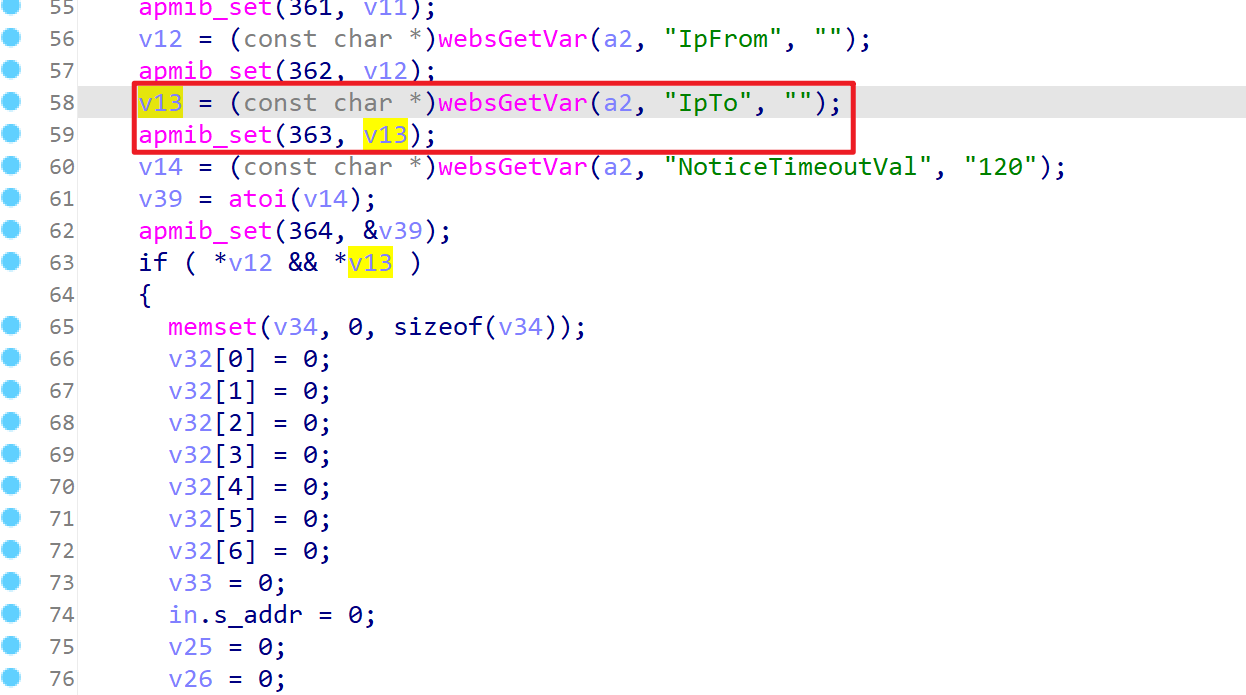 55 apmib_set(361, v11);
56 v12 = (const char *)websGetVar(a2, "IpFrom", "");
57 apmib_set(362, v12);
58 v13 = (const char *)websGetVar(a2, "IpTo", "");
59 apmib_set(363, v13);
60 v14 = (const char *)websGetVar(a2, "NoticeTimeoutVal", "120");
61 v39 = atoi(v14);
62 apmib_set(364, &v39);
63 if ( *v12 && *v13 )
64 {
65 memset(v34, 0, sizeof(v34));
66 v32[0] = 0;
67 v32[1] = 0;
68 v32[2] = 0;
69 v32[3] = 0;
70 v32[4] = 0;
71 v32[5] = 0;
72 v32[6] = 0;
73 v33 = 0;
74 in.s_addr = 0;
75 v25 = 0;
76 v26 = 0;